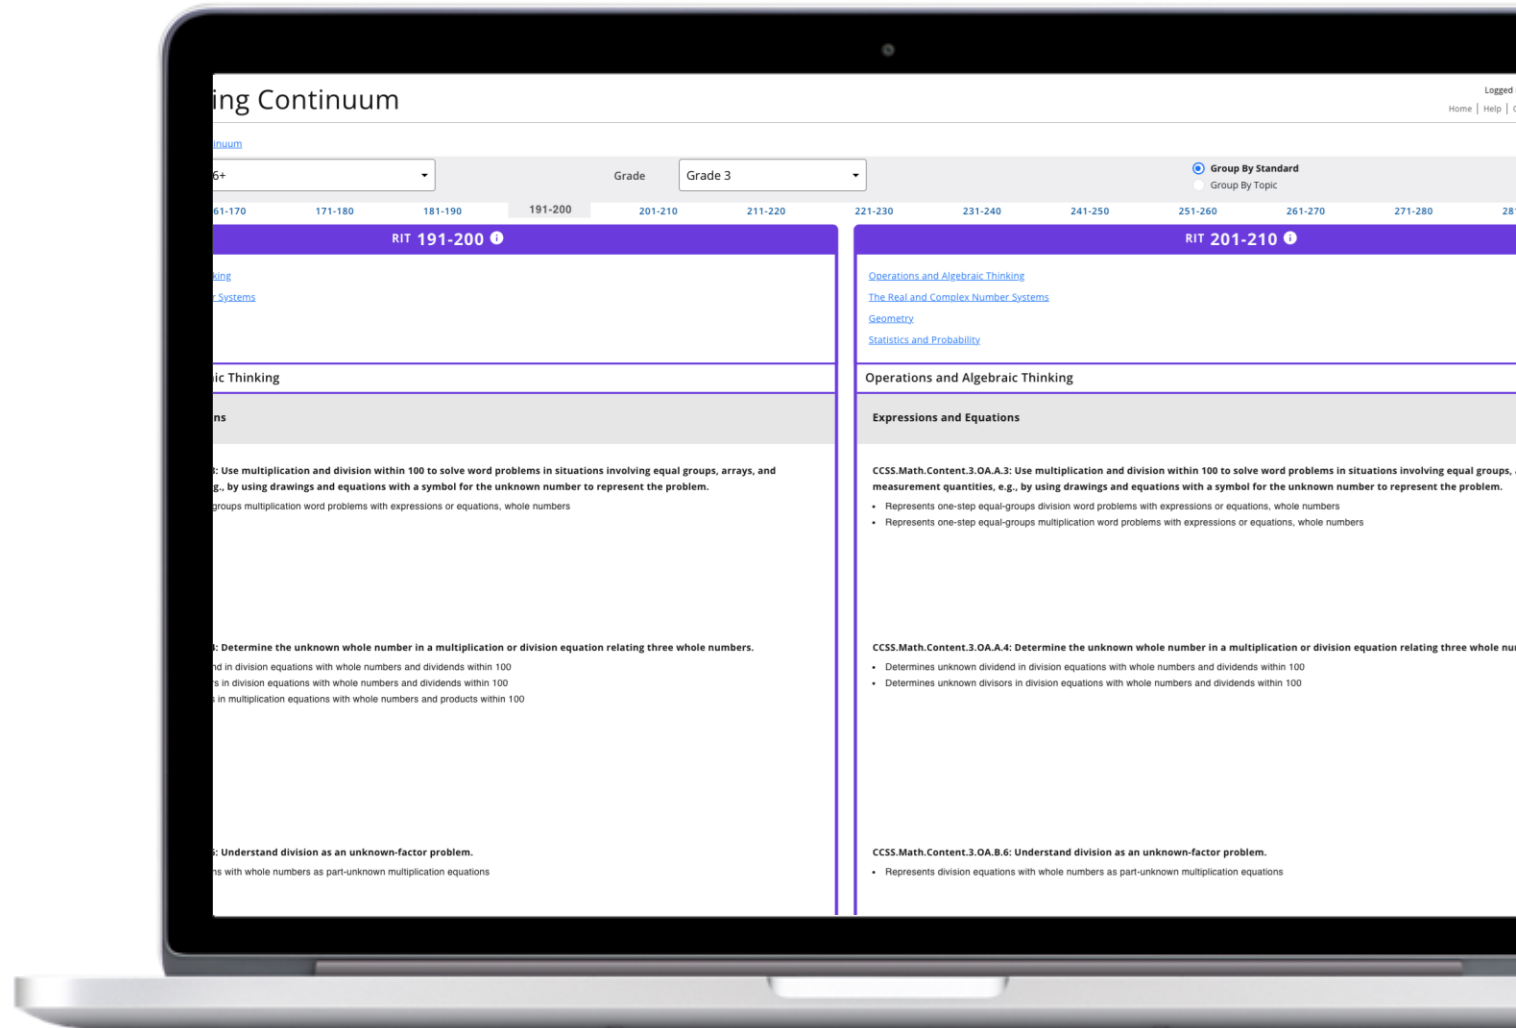 ing Continuum
Logged
Home | Help |
inuum
6+
Grade
Grade 3
Group By Standard
Group By Topic
61-170 171-180 181-190 191-200 201-210 211-220 221-230 231-240 241-250 251-260 261-270 271-280 281
RIT 191-200
king
r Systems
ic Thinking
ns
3: Use multiplication and division within 100 to solve word problems in situations involving equal groups, arrays, and
g., by using drawings and equations with a symbol for the unknown number to represent the problem.
groups multiplication word problems with expressions or equations, whole numbers
4: Determine the unknown whole number in a multiplication or division equation relating three whole numbers.
nd in division equations with whole numbers and dividends within 100
rs in division equations with whole numbers and dividends within 100
s in multiplication equations with whole numbers and products within 100
6: Understand division as an unknown-factor problem.
ns with whole numbers as part-unknown multiplication equations
RIT 201-210
Operations and Algebraic Thinking
The Real and Complex Number Systems
Geometry
Statistics and Probability
Operations and Algebraic Thinking
Expressions and Equations
CCSS.Math.Content.3.OA.A.3: Use multiplication and division within 100 to solve word problems in situations involving equal groups,
measurement quantities, e.g., by using drawings and equations with a symbol for the unknown number to represent the problem.
• Represents one-step equal-groups division word problems with expressions or equations, whole numbers
• Represents one-step equal-groups multiplication word problems with expressions or equations, whole numbers
CCSS.Math.Content.3.OA.A.4: Determine the unknown whole number in a multiplication or division equation relating three whole nu
• Determines unknown dividend in division equations with whole numbers and dividends within 100
• Determines unknown divisors in division equations with whole numbers and dividends within 100
CCSS.Math.Content.3.OA.B.6: Understand division as an unknown-factor problem.
• Represents division equations with whole numbers as part-unknown multiplication equations